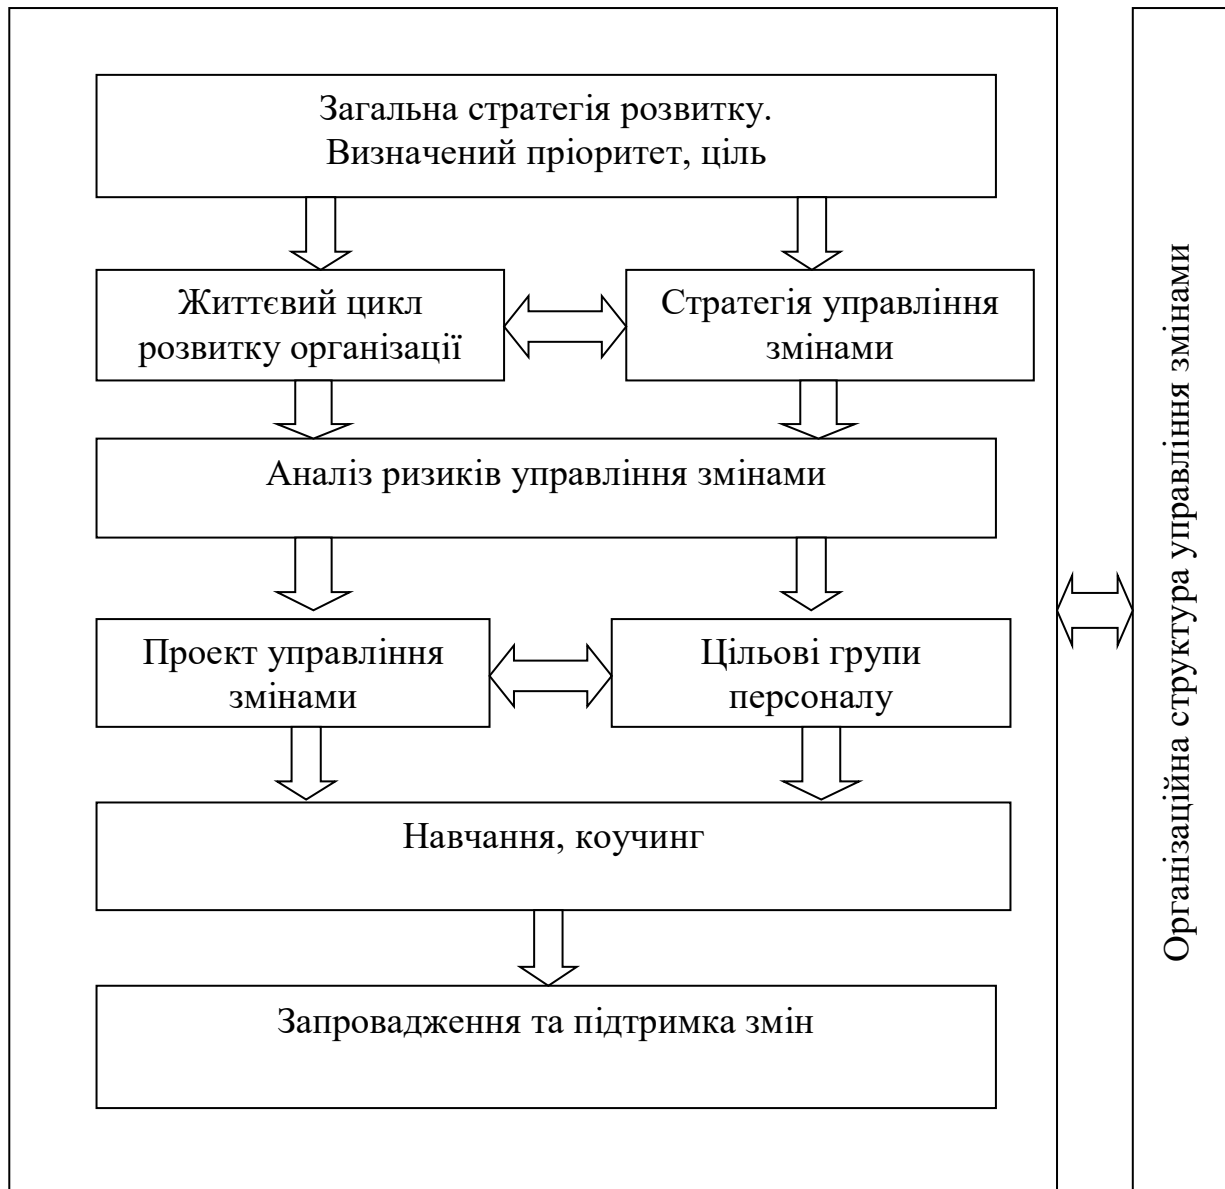 Загальна стратегія розвитку.
Визначений пріоритет, ціль
Життєвий цикл
розвитку організації
Стратегія управління
змінами
Аналіз ризиків управління змінами
Проект управління
змінами
Цільові групи
персоналу
Навчання, коучинг
Запровадження та підтримка змін
Організаційна структура управління змінами